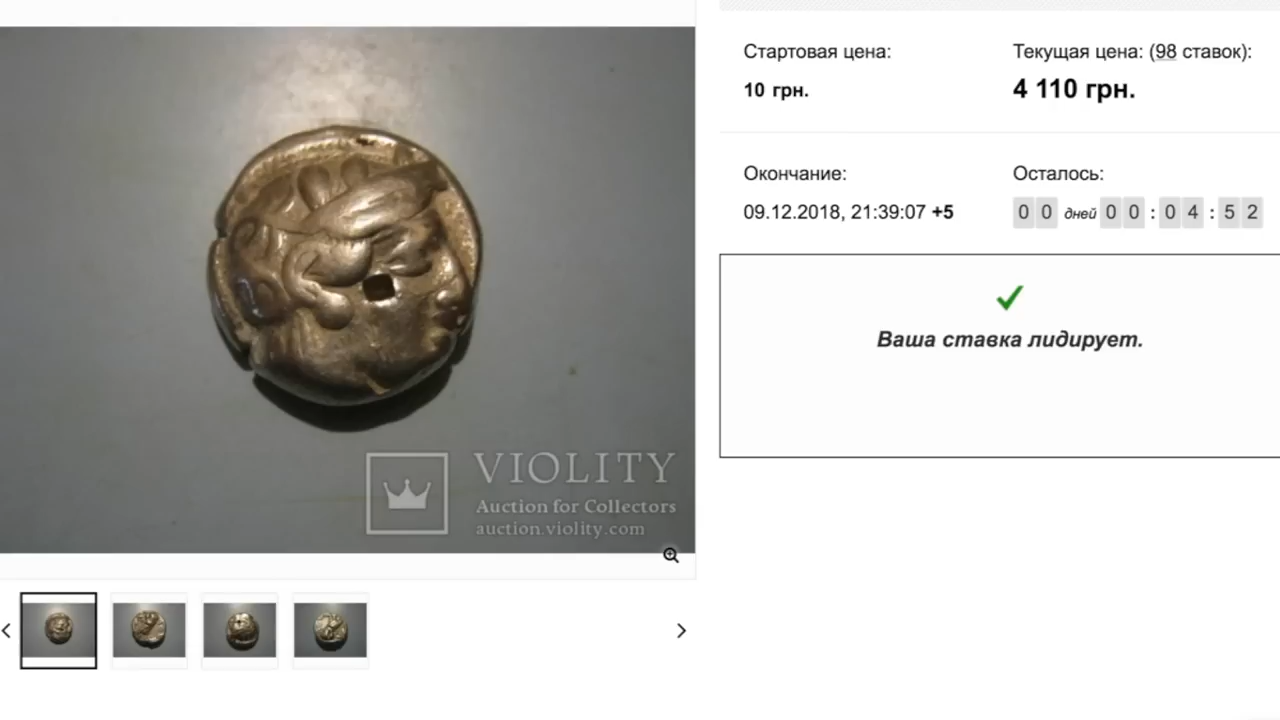 Стартовая цена:
Текущая цена: (98 ставок):
10 грн.
4 110 грн.
Окончание:
Осталось:
09.12.2018, 21:39:07 +5
00 дней 00 : 04 : 52
Ваша ставка лидирует.
VIOLITY
Auction for Collectors
auction.violity.com